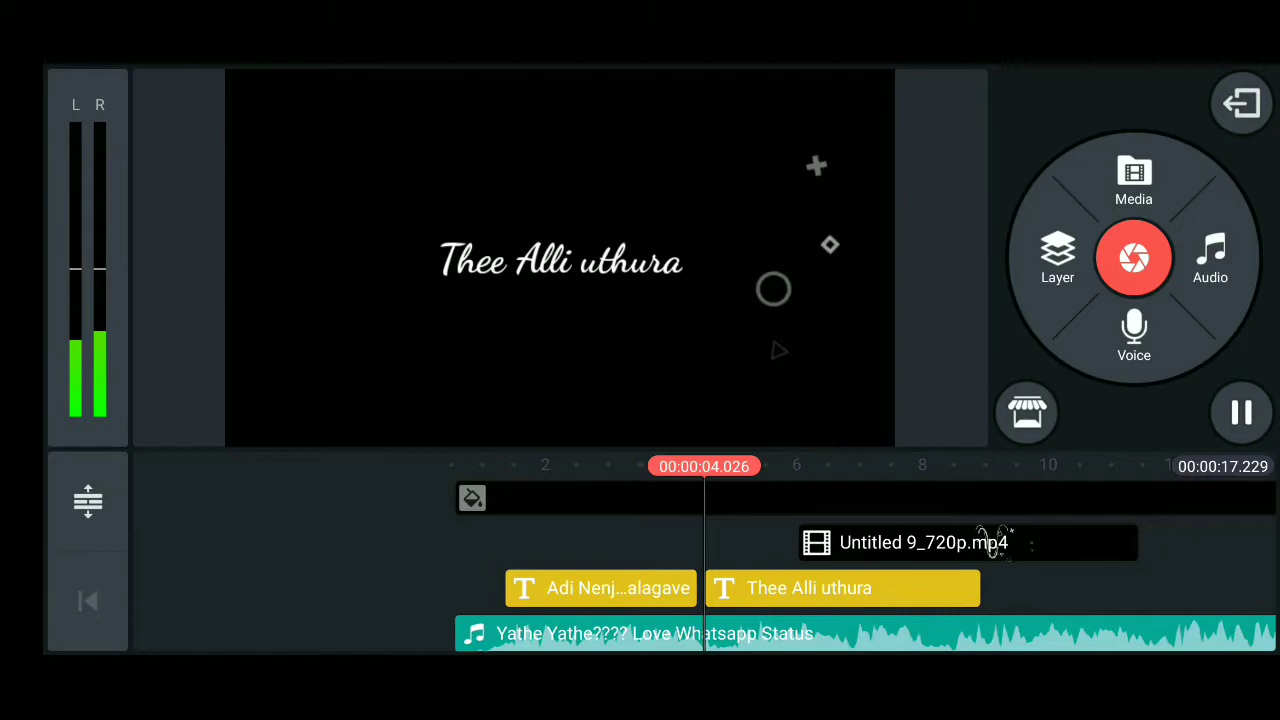 L R
Thee Alli uthura
Media
Layer
Audio
Voice
2
00:00:04.026
6
8
10
00:00:17.229
Untitled 9_720p.mp4
Adi Nenj...alagave
Thee Alli uthura
Yathe Yathe???? Love Whatsapp Status